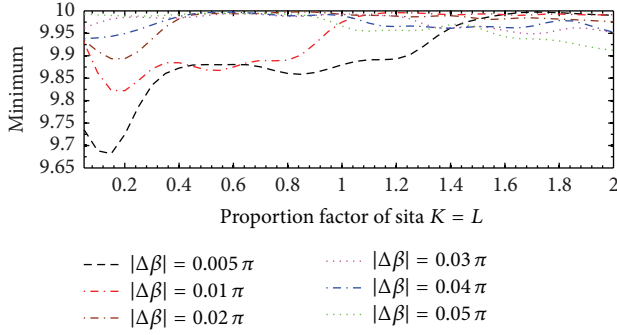 10
9.95
9.9
9.85
9.8
9.75
9.7
9.65
Minimum
0.2 0.4 0.6 0.8 1 1.2 1.4 1.6 1.8 2
Proportion factor of sita K = L
|Δβ| = 0.005 π
|Δβ| = 0.01 π
|Δβ| = 0.02 π
|Δβ| = 0.03 π
|Δβ| = 0.04 π
|Δβ| = 0.05 π